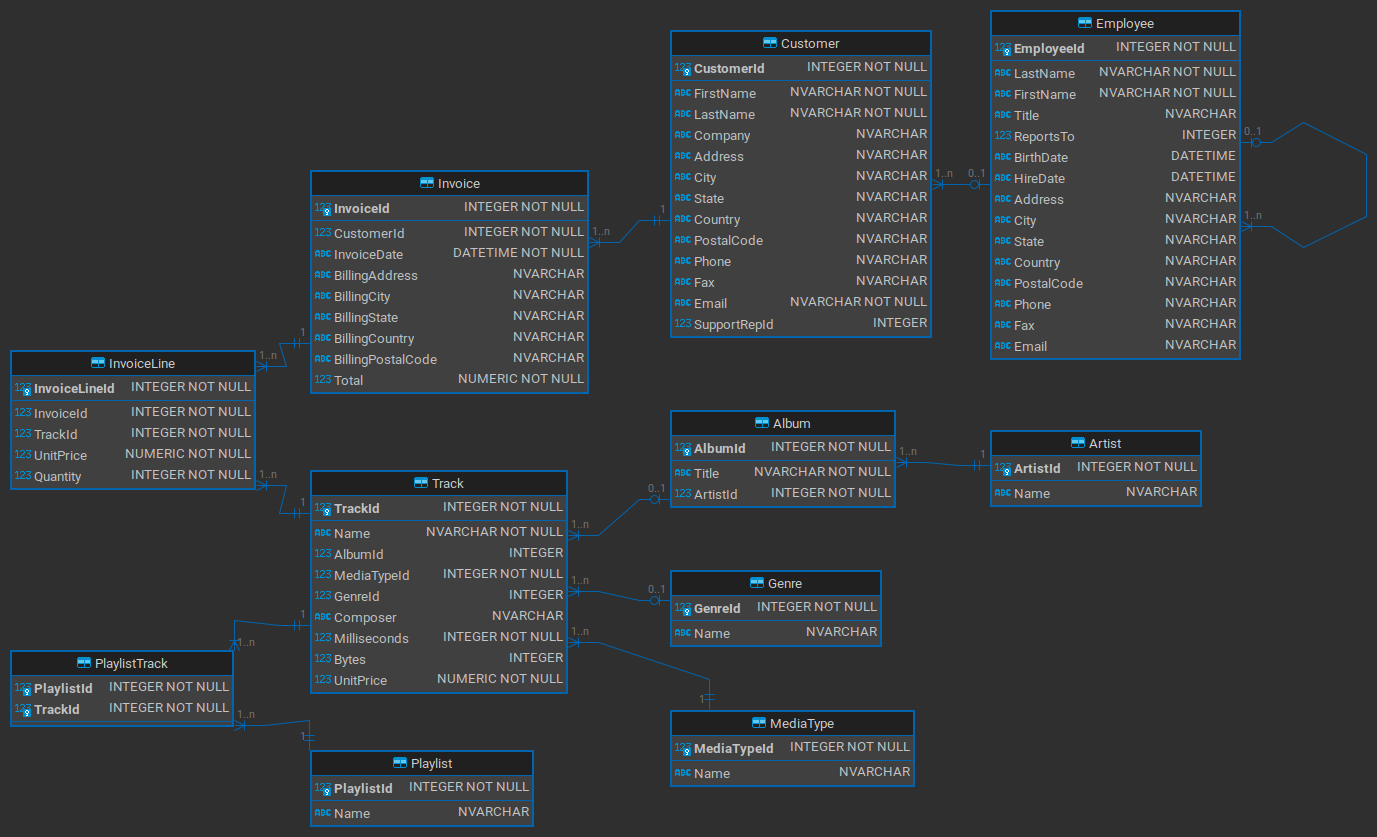 Employee
EmployeeId INTEGER NOT NULL
LastName NVARCHAR NOT NULL
FirstName NVARCHAR NOT NULL
Title NVARCHAR
ReportsTo INTEGER
BirthDate DATETIME
HireDate DATETIME
Address NVARCHAR
City NVARCHAR
State NVARCHAR
Country NVARCHAR
PostalCode NVARCHAR
Phone NVARCHAR
Fax NVARCHAR
Email NVARCHAR
0..1
1..n
Customer
CustomerId INTEGER NOT NULL
FirstName NVARCHAR NOT NULL
LastName NVARCHAR NOT NULL
Company NVARCHAR
Address NVARCHAR
City NVARCHAR
State NVARCHAR
Country NVARCHAR
PostalCode NVARCHAR
Phone NVARCHAR
Fax NVARCHAR
Email NVARCHAR NOT NULL
SupportRepId INTEGER
1..n 0..1
Invoice
InvoiceId INTEGER NOT NULL
CustomerId INTEGER NOT NULL
InvoiceDate DATETIME NOT NULL
BillingAddress NVARCHAR
BillingCity NVARCHAR
BillingState NVARCHAR
BillingCountry NVARCHAR
BillingPostalCode NVARCHAR
Total NUMERIC NOT NULL
1..n 1
InvoiceLine
InvoiceLineId INTEGER NOT NULL
InvoiceId INTEGER NOT NULL
TrackId INTEGER NOT NULL
UnitPrice NUMERIC NOT NULL
Quantity INTEGER NOT NULL
1..n 1
1..n 1
Track
TrackId INTEGER NOT NULL
Name NVARCHAR NOT NULL
AlbumId INTEGER
MediaTypeId INTEGER NOT NULL
GenreId INTEGER
Composer NVARCHAR
Milliseconds INTEGER NOT NULL
Bytes INTEGER
UnitPrice NUMERIC NOT NULL
1..n 0..1
1..n 0..1
1..n 1
Album
AlbumId INTEGER NOT NULL
Title NVARCHAR NOT NULL
ArtistId INTEGER NOT NULL
1..n 1
Artist
ArtistId INTEGER NOT NULL
Name NVARCHAR
Genre
GenreId INTEGER NOT NULL
Name NVARCHAR
MediaType
MediaTypeId INTEGER NOT NULL
Name NVARCHAR
PlaylistTrack
PlaylistId INTEGER NOT NULL
TrackId INTEGER NOT NULL
1..n 1
1..n 1
Playlist
PlaylistId INTEGER NOT NULL
Name NVARCHAR